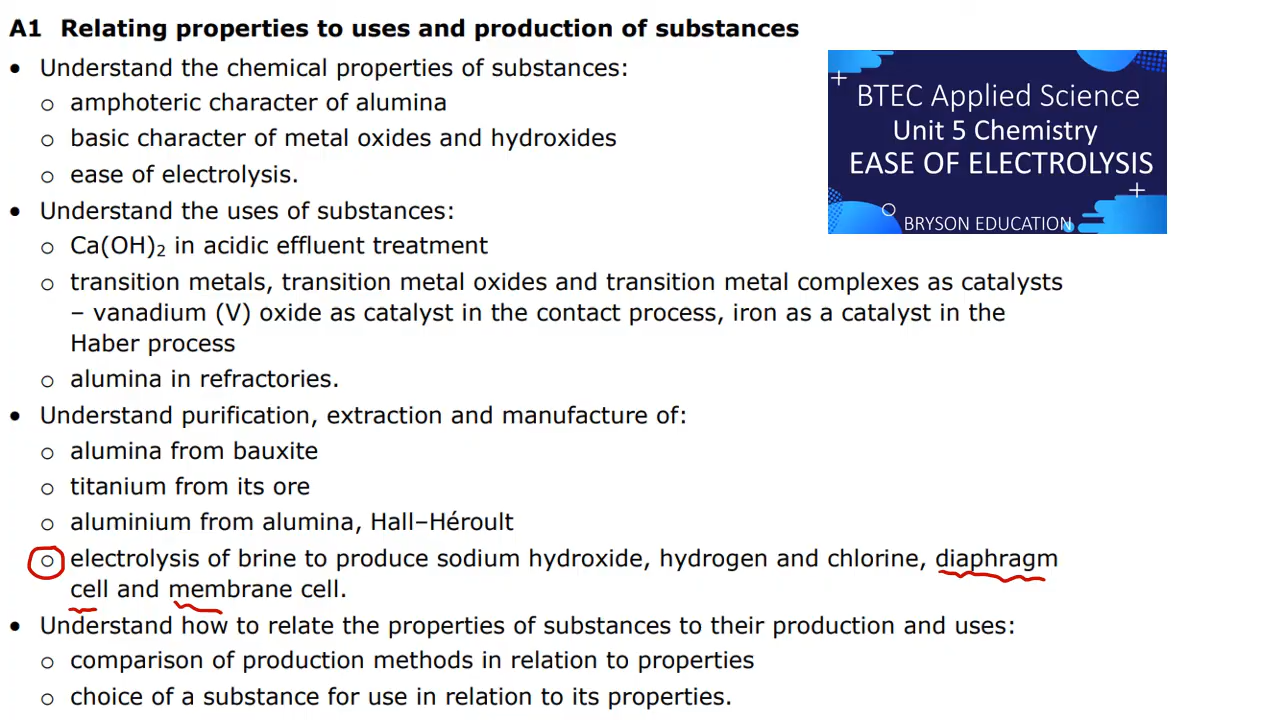 A1 Relating properties to uses and production of substances
• Understand the chemical properties of substances:
o amphoteric character of alumina
o basic character of metal oxides and hydroxides
o ease of electrolysis.
• Understand the uses of substances:
o Ca(OH)₂ in acidic effluent treatment
o transition metals, transition metal oxides and transition metal complexes as catalysts
– vanadium (V) oxide as catalyst in the contact process, iron as a catalyst in the
Haber process
o alumina in refractories.
• Understand purification, extraction and manufacture of:
o alumina from bauxite
o titanium from its ore
o aluminium from alumina, Hall–Héroult
o electrolysis of brine to produce sodium hydroxide, hydrogen and chlorine, diaphragm
cell and membrane cell.
• Understand how to relate the properties of substances to their production and uses:
o comparison of production methods in relation to properties
o choice of a substance for use in relation to its properties.
BTEC Applied Science
Unit 5 Chemistry
EASE OF ELECTROLYSIS
BRYSON EDUCATION